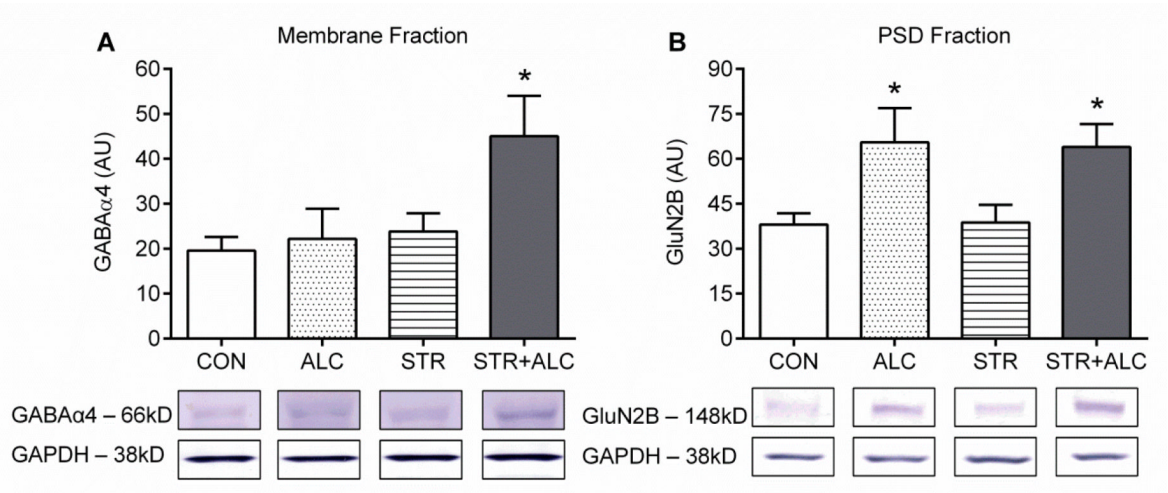 A
Membrane Fraction
GABAα4 (AU)
60
50
40
30
20
10
0
*
CON ALC STR STR+ALC
GABAα4 – 66kD
GAPDH – 38kD
B
PSD Fraction
GluN2B (AU)
90
75
60
45
30
15
0
* *
CON ALC STR STR+ALC
GluN2B – 148kD
GAPDH – 38kD